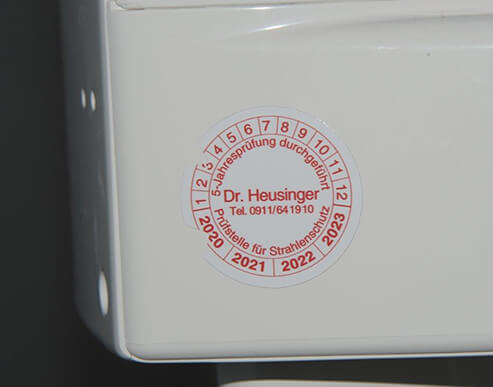 1 2 3 4 5 6 7 8 9 10 11 12
5-Jahresprüfung durchgeführt
Dr. Heusinger
Tel. 0911/641910
Prüfstelle für Strahlenschutz
2020 2021 2022 2023